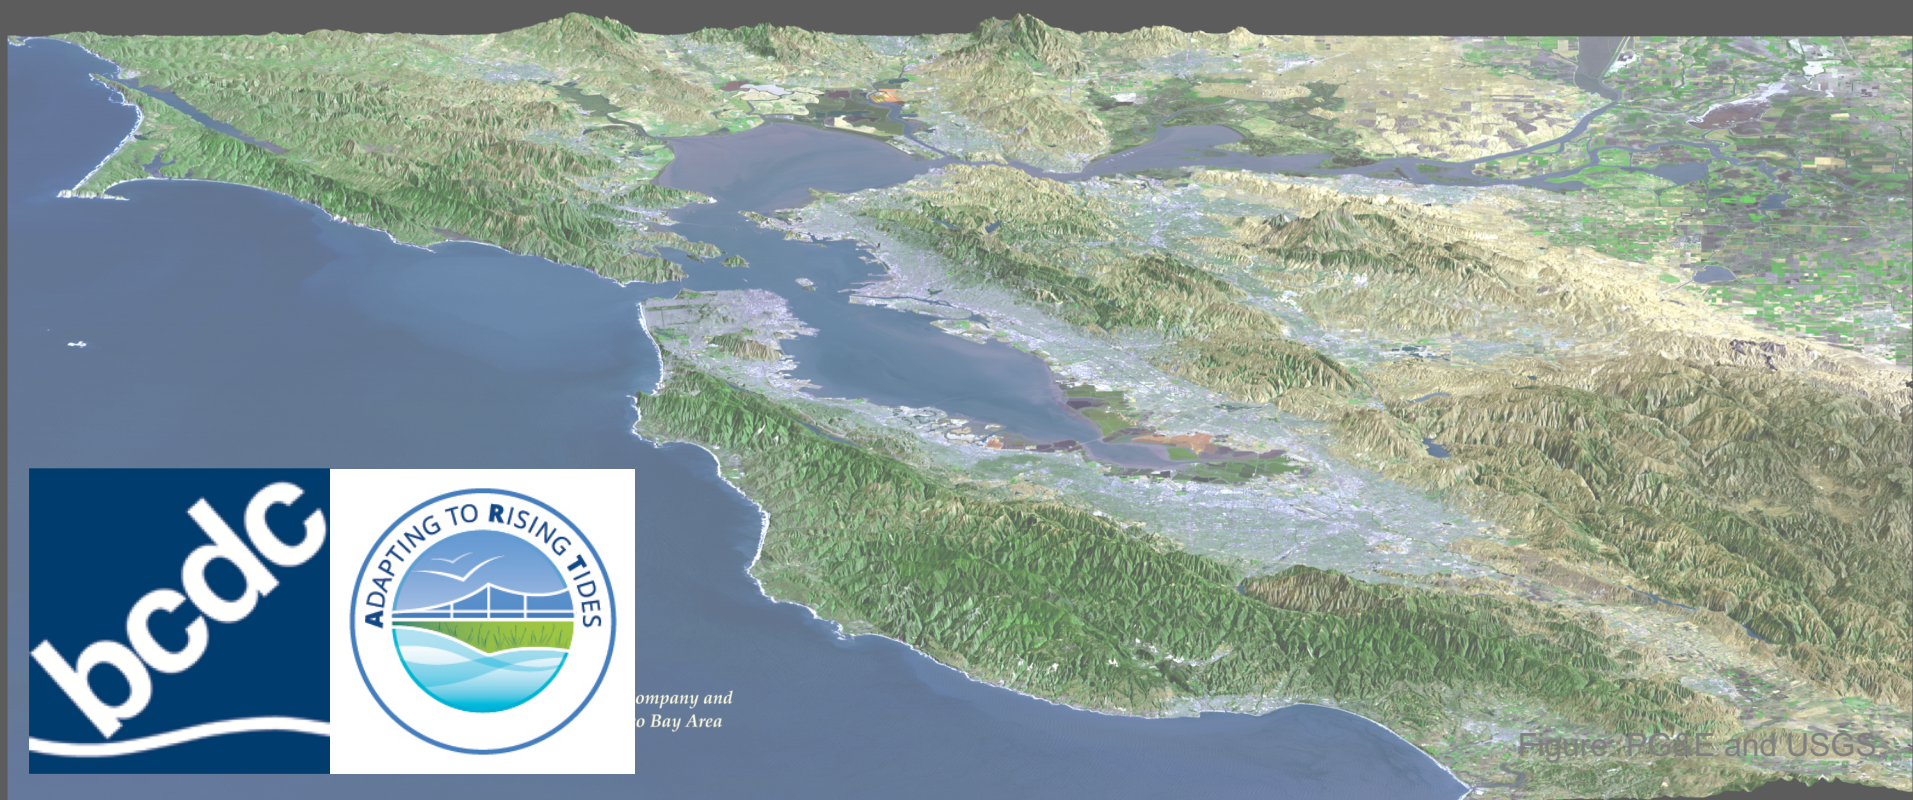 bcdc
ADAPTING TO RISING TIDES
ompany and
o Bay Area
Figure: PG&E and USGS